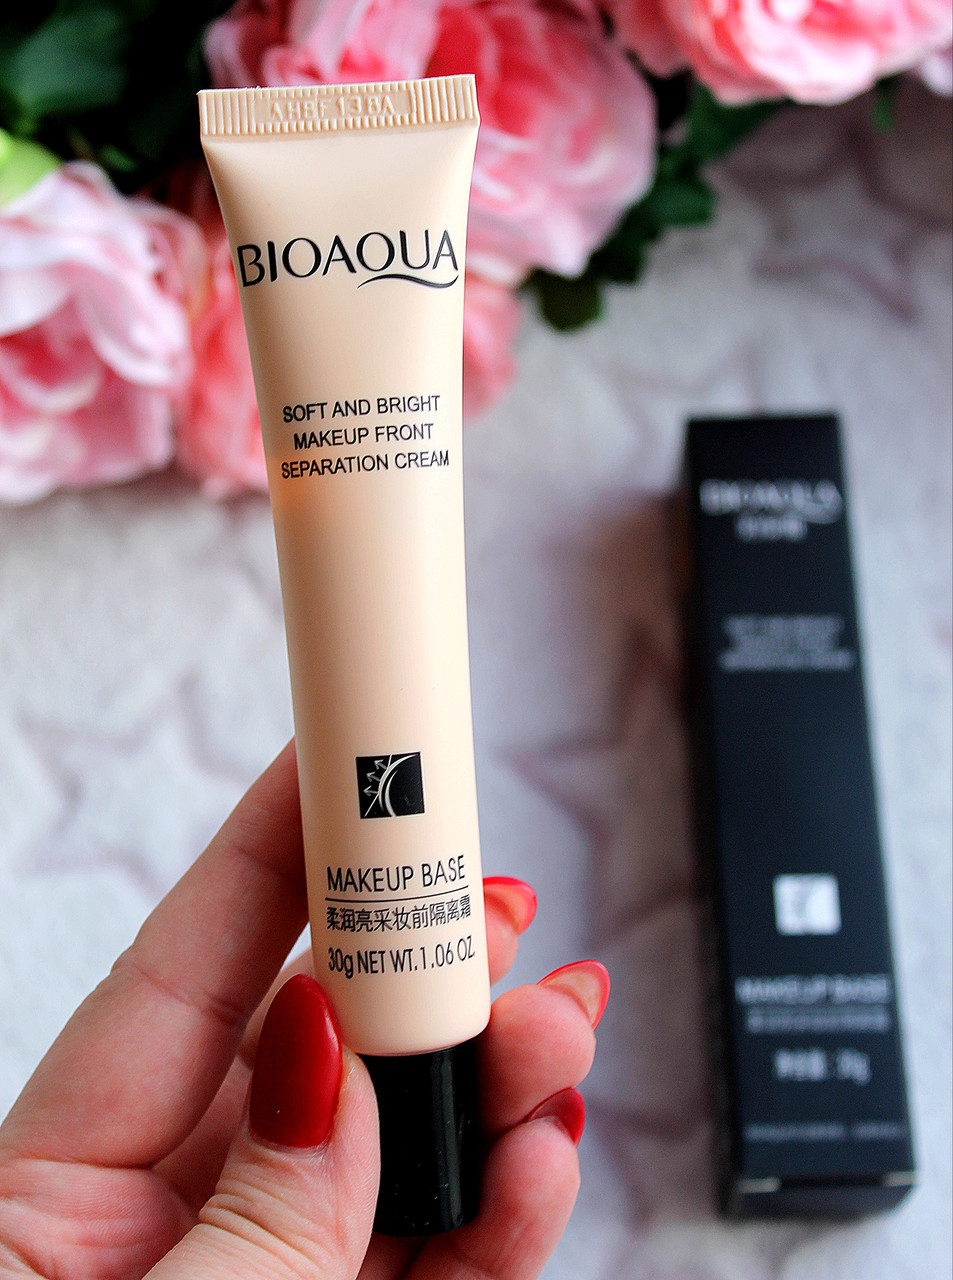 AHBF13BA
BIOAQUA
SOFT AND BRIGHT
MAKEUP FRONT
SEPARATION CREAM
MAKEUP BASE
柔润亮采妆前隔离霜
30g NET WT.1.06 OZ.
BIOAQUA
MAKEUP BASE